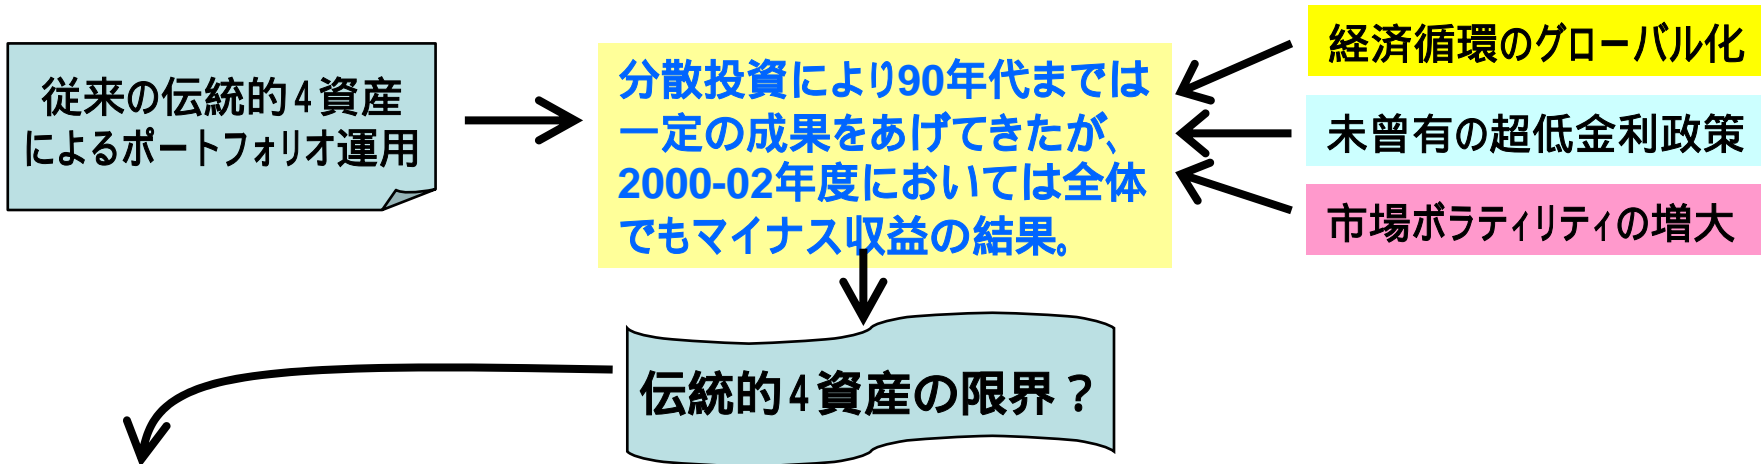 従来の伝統的４資産
によるポートフォリオ運用
分散投資により90年代までは
一定の成果をあげてきたが、
2000-02年度においては全体
でもマイナス収益の結果。
経済循環のグローバル化
未曾有の超低金利政策
市場ボラティリティの増大
伝統的４資産の限界？